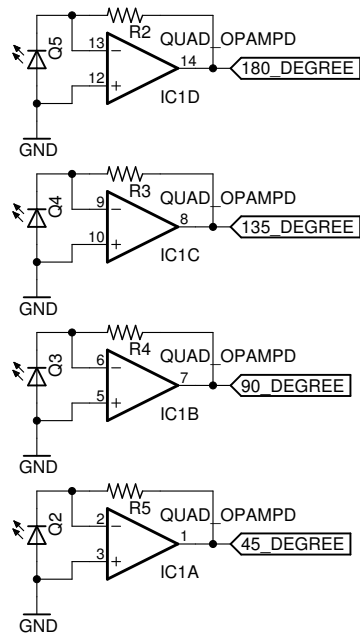 R2
QUAD_OPAMPD
Q5
13
12
14
180_DEGREE
IC1D
GND
R3
QUAD_OPAMPD
Q4
9
10
8
135_DEGREE
IC1C
GND
R4
QUAD_OPAMPD
Q3
6
5
7
90_DEGREE
IC1B
GND
R5
QUAD_OPAMPD
Q2
2
3
1
45_DEGREE
IC1A
GND